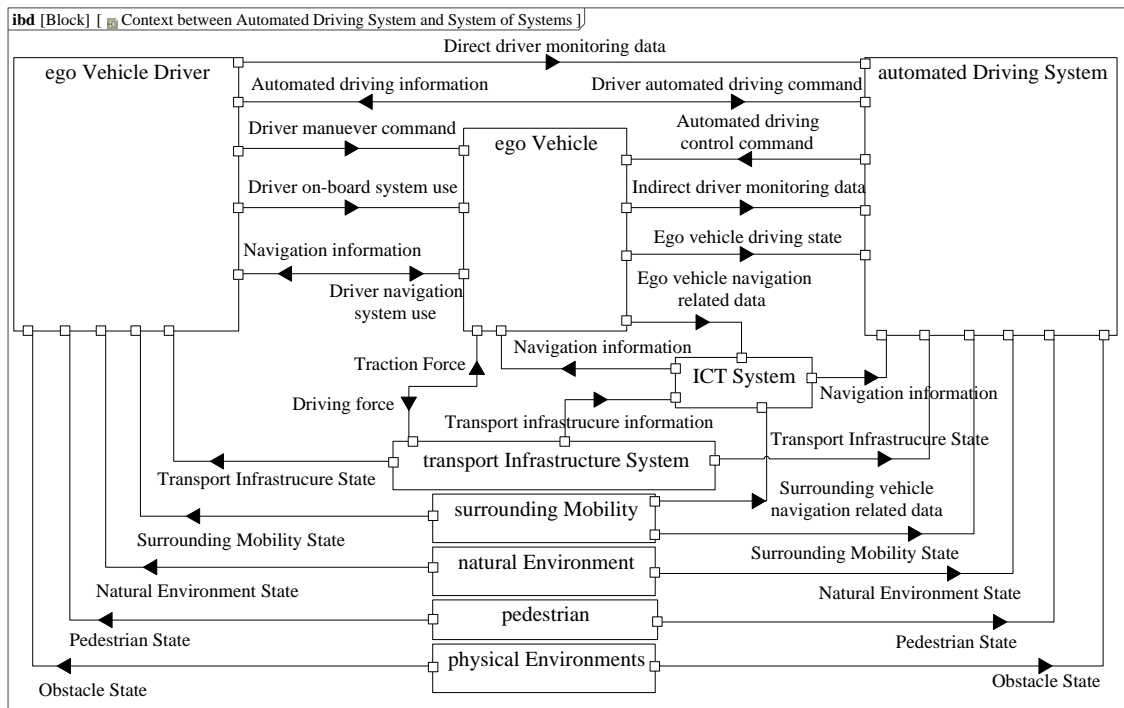 ibd [Block] [ Context between Automated Driving System and System of Systems ]
Direct driver monitoring data
ego Vehicle Driver
automated Driving System
Automated driving information
Driver automated driving command
Driver manuever command
ego Vehicle
Automated driving
control command
Driver on-board system use
Indirect driver monitoring data
Navigation information
Driver navigation
system use
Ego vehicle driving state
Ego vehicle navigation
related data
Traction Force
Navigation information
ICT System
Navigation information
Driving force
Transport infrastrucure information
Transport Infrastrucure State
transport Infrastructure System
Transport Infrastrucure State
Surrounding vehicle
navigation related data
surrounding Mobility
Surrounding Mobility State
Surrounding Mobility State
natural Environment
Natural Environment State
Natural Environment State
pedestrian
Pedestrian State
Pedestrian State
physical Environments
Obstacle State
Obstacle State